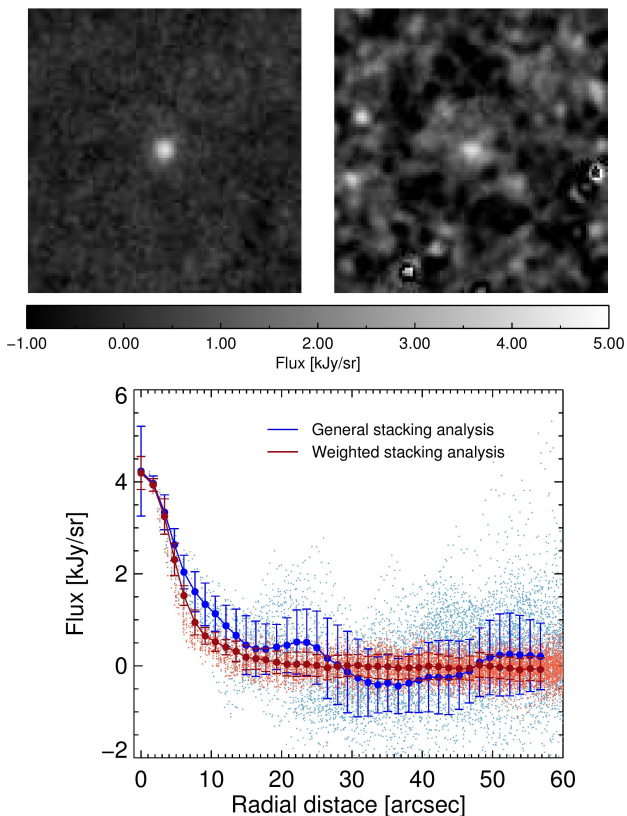 −1.00 0.00 1.00 2.00 3.00 4.00 5.00
Flux [kJy/sr]
6
General stacking analysis
Weighted stacking analysis
4
2
0
−2
Flux [kJy/sr]
0 10 20 30 40 50 60
Radial distace [arcsec]